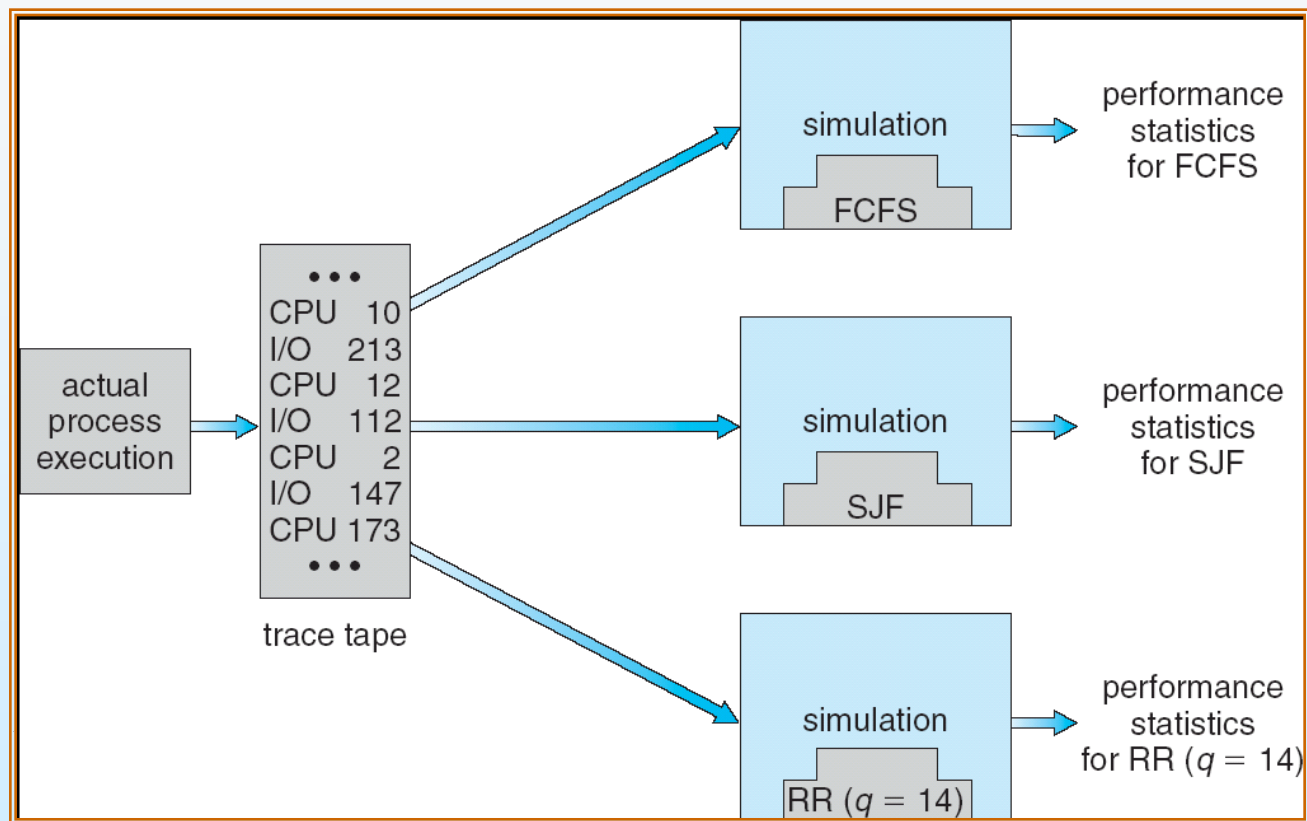 actual
process
execution
• • •
CPU 10
I/O 213
CPU 12
I/O 112
CPU 2
I/O 147
CPU 173
• • •
trace tape
simulation
FCFS
performance
statistics
for FCFS
simulation
SJF
performance
statistics
for SJF
simulation
RR (q = 14)
performance
statistics
for RR (q = 14)